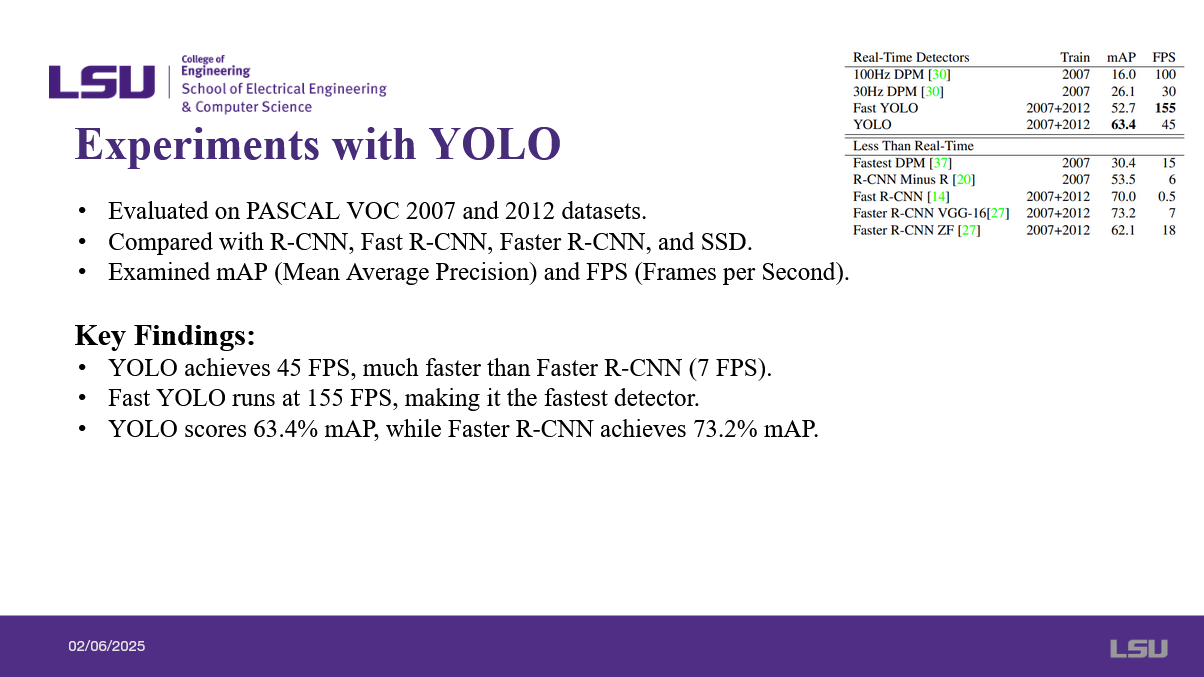 LSU
College of
Engineering
School of Electrical Engineering
& Computer Science
Experiments with YOLO
• Evaluated on PASCAL VOC 2007 and 2012 datasets.
• Compared with R-CNN, Fast R-CNN, Faster R-CNN, and SSD.
• Examined mAP (Mean Average Precision) and FPS (Frames per Second).
Key Findings:
• YOLO achieves 45 FPS, much faster than Faster R-CNN (7 FPS).
• Fast YOLO runs at 155 FPS, making it the fastest detector.
• YOLO scores 63.4% mAP, while Faster R-CNN achieves 73.2% mAP.
Real-Time Detectors Train mAP FPS
100Hz DPM [30] 2007 16.0 100
30Hz DPM [30] 2007 26.1 30
Fast YOLO 2007+2012 52.7 155
YOLO 2007+2012 63.4 45
Less Than Real-Time
Fastest DPM [37] 2007 30.4 15
R-CNN Minus R [20] 2007 53.5 6
Fast R-CNN [14] 2007+2012 70.0 0.5
Faster R-CNN VGG-16[27] 2007+2012 73.2 7
Faster R-CNN ZF [27] 2007+2012 62.1 18
02/06/2025
LSU